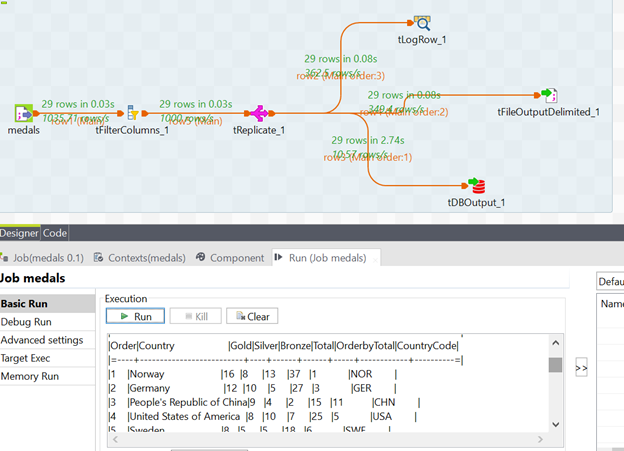 29 rows in 0.08s
362.5 rows/s
row2 (Main order:3)
tLogRow_1
29 rows in 0.03s
1035.71 rows/s
row1 (Main)
medals
tFilterColumns_1
29 rows in 0.03s
1000 rows/s
row5 (Main)
tReplicate_1
29 rows in 0.08s
349.4 rows/s
(Main order:2)
tFileOutputDelimited_1
29 rows in 2.74s
10.57 rows/s
row3 (Main order:1)
tDBOutput_1
Designer Code
Job(medals 0.1) Contexts(medals) Component Run (Job medals)
Job medals
Basic Run
Debug Run
Advanced settings
Target Exec
Memory Run
Execution
Run Kill Clear
|Order|Country |Gold|Silver|Bronze|Total|OrderbyTotal|CountryCode|
|1 |Norway |16 |8 |13 |37 |1 |NOR |
|2 |Germany |12 |10 |5 |27 |3 |GER |
|3 |People's Republic of China|9 |4 |2 |15 |11 |CHN |
|4 |United States of America |8 |10 |7 |25 |5 |USA |
|5 |Sweden |8 |5 |5 |18 |6 |SWE |
>>
Defau
Name